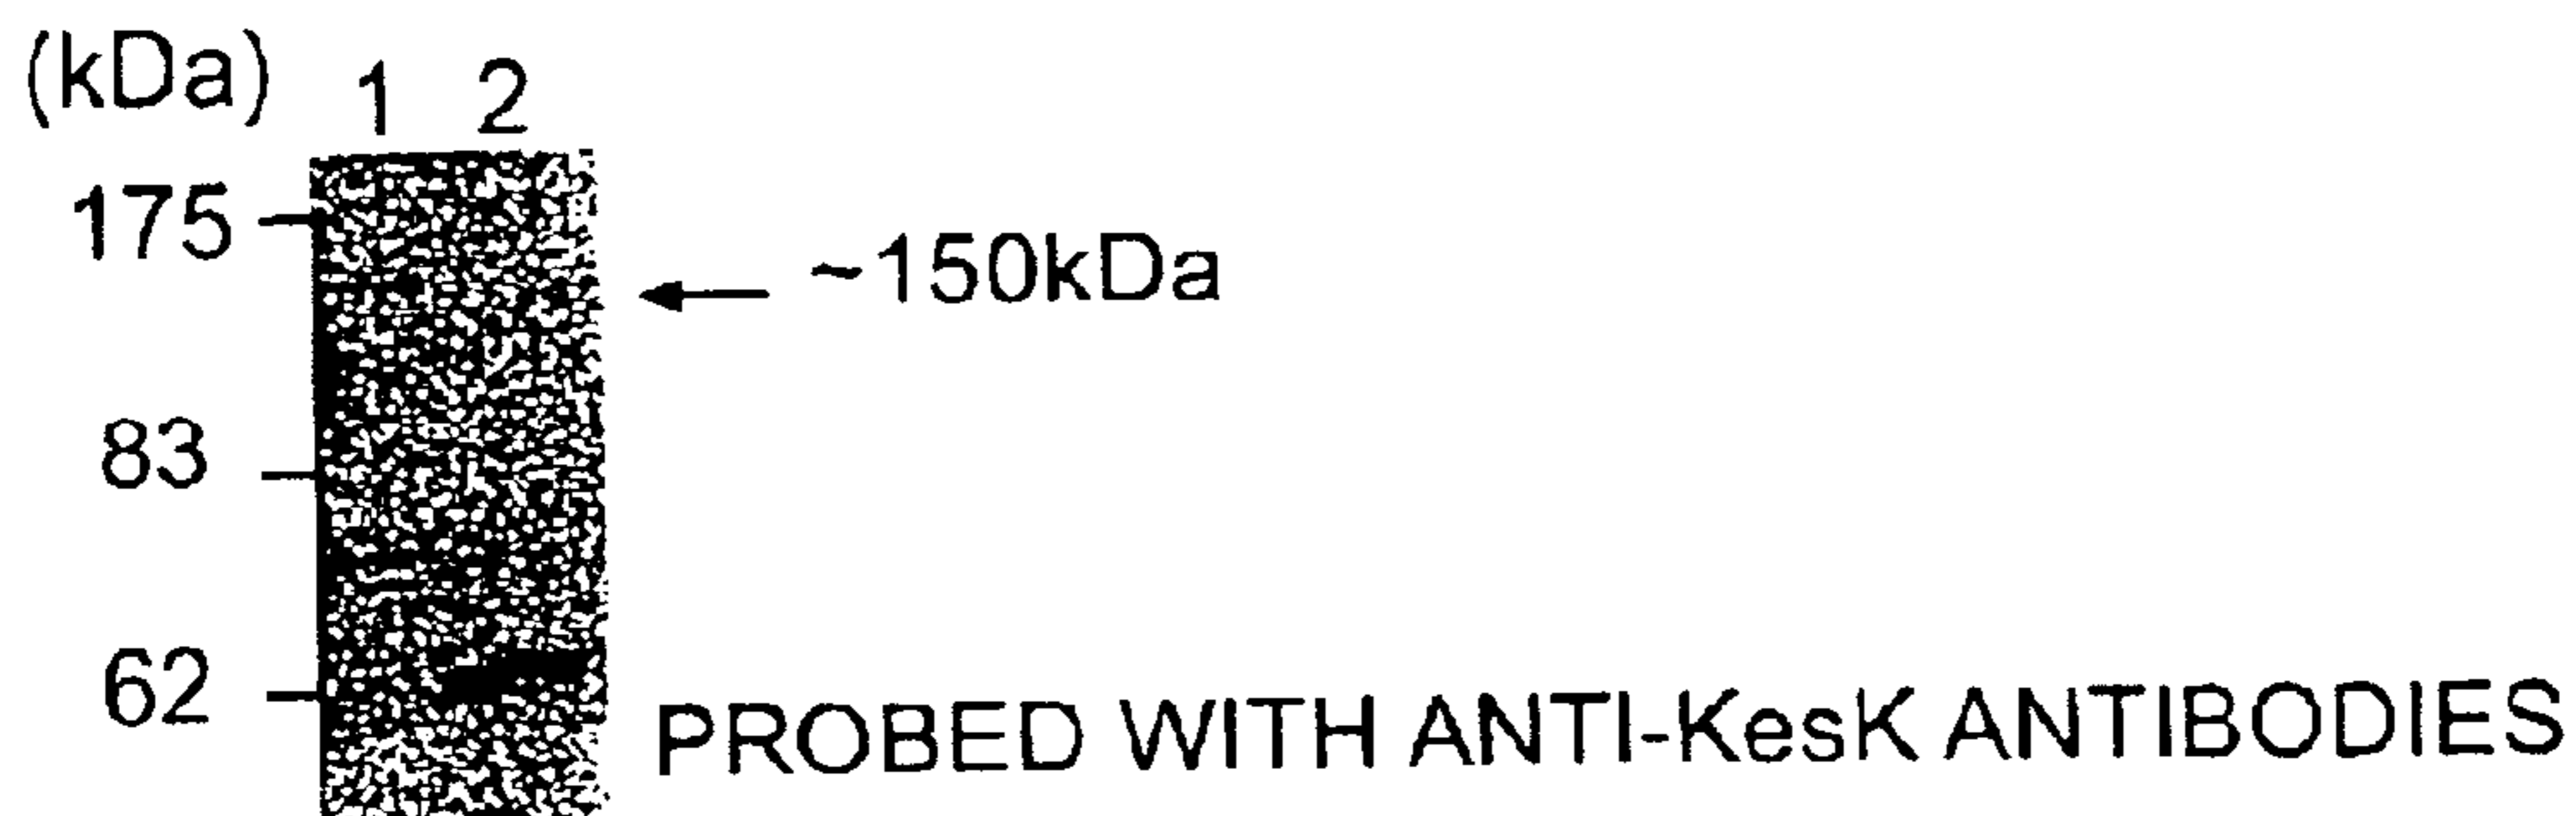 (kDa) 1 2
175
~150kDa
83
62
PROBED WITH ANTI-KesK ANTIBODIES